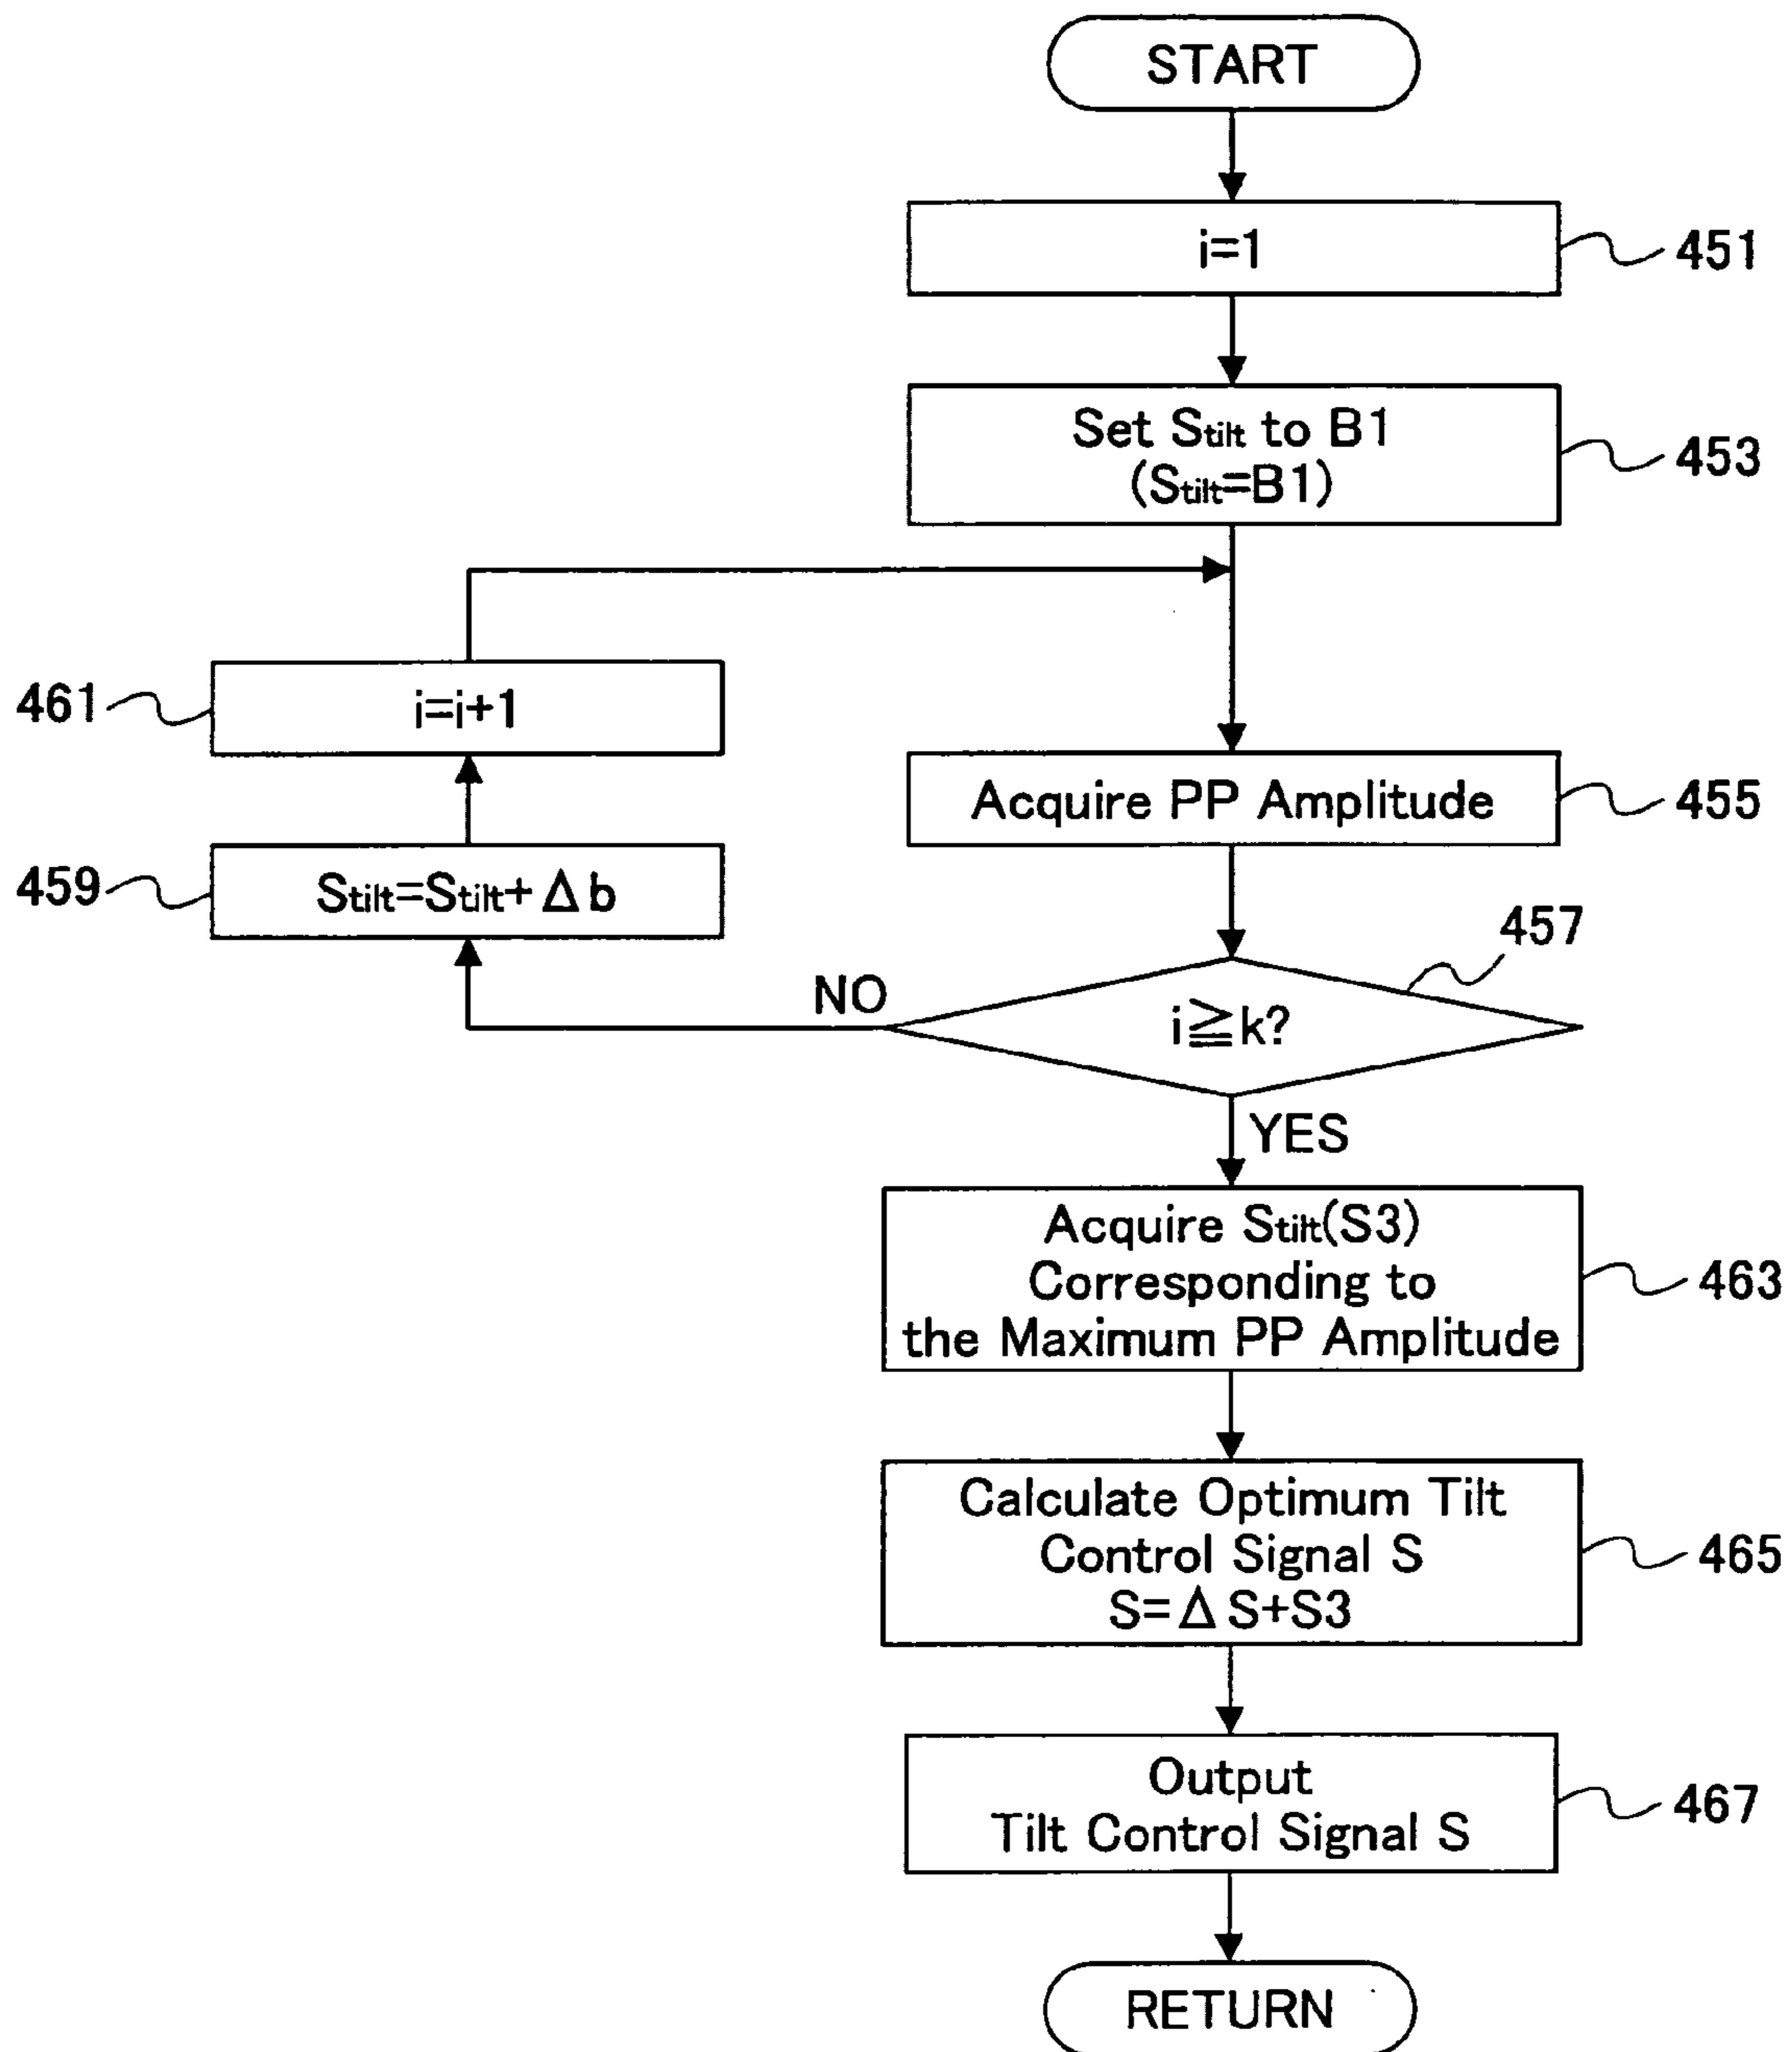 START
i=1
451
Set Stilt to B1
(Stilt=B1)
453
461
i=i+1
Acquire PP Amplitude
455
459
Stilt=Stilt+Δb
457
NO
i≧k?
YES
Acquire Stilt(S3)
Corresponding to
the Maximum PP Amplitude
463
Calculate Optimum Tilt
Control Signal S
S=ΔS+S3
465
Output
Tilt Control Signal S
467
RETURN